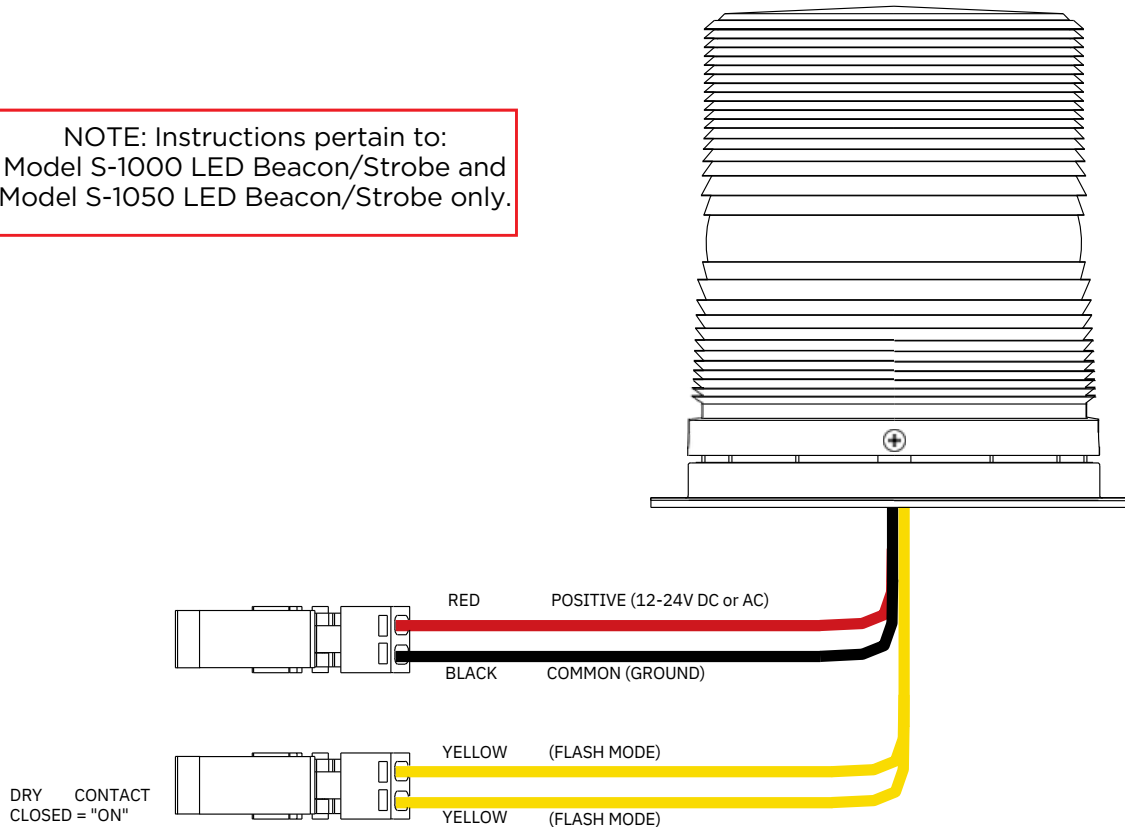 NOTE: Instructions pertain to:
Model S-1000 LED Beacon/Strobe and
Model S-1050 LED Beacon/Strobe only.
RED POSITIVE (12-24V DC or AC)
BLACK COMMON (GROUND)
YELLOW (FLASH MODE)
DRY CONTACT
CLOSED = "ON"
YELLOW (FLASH MODE)